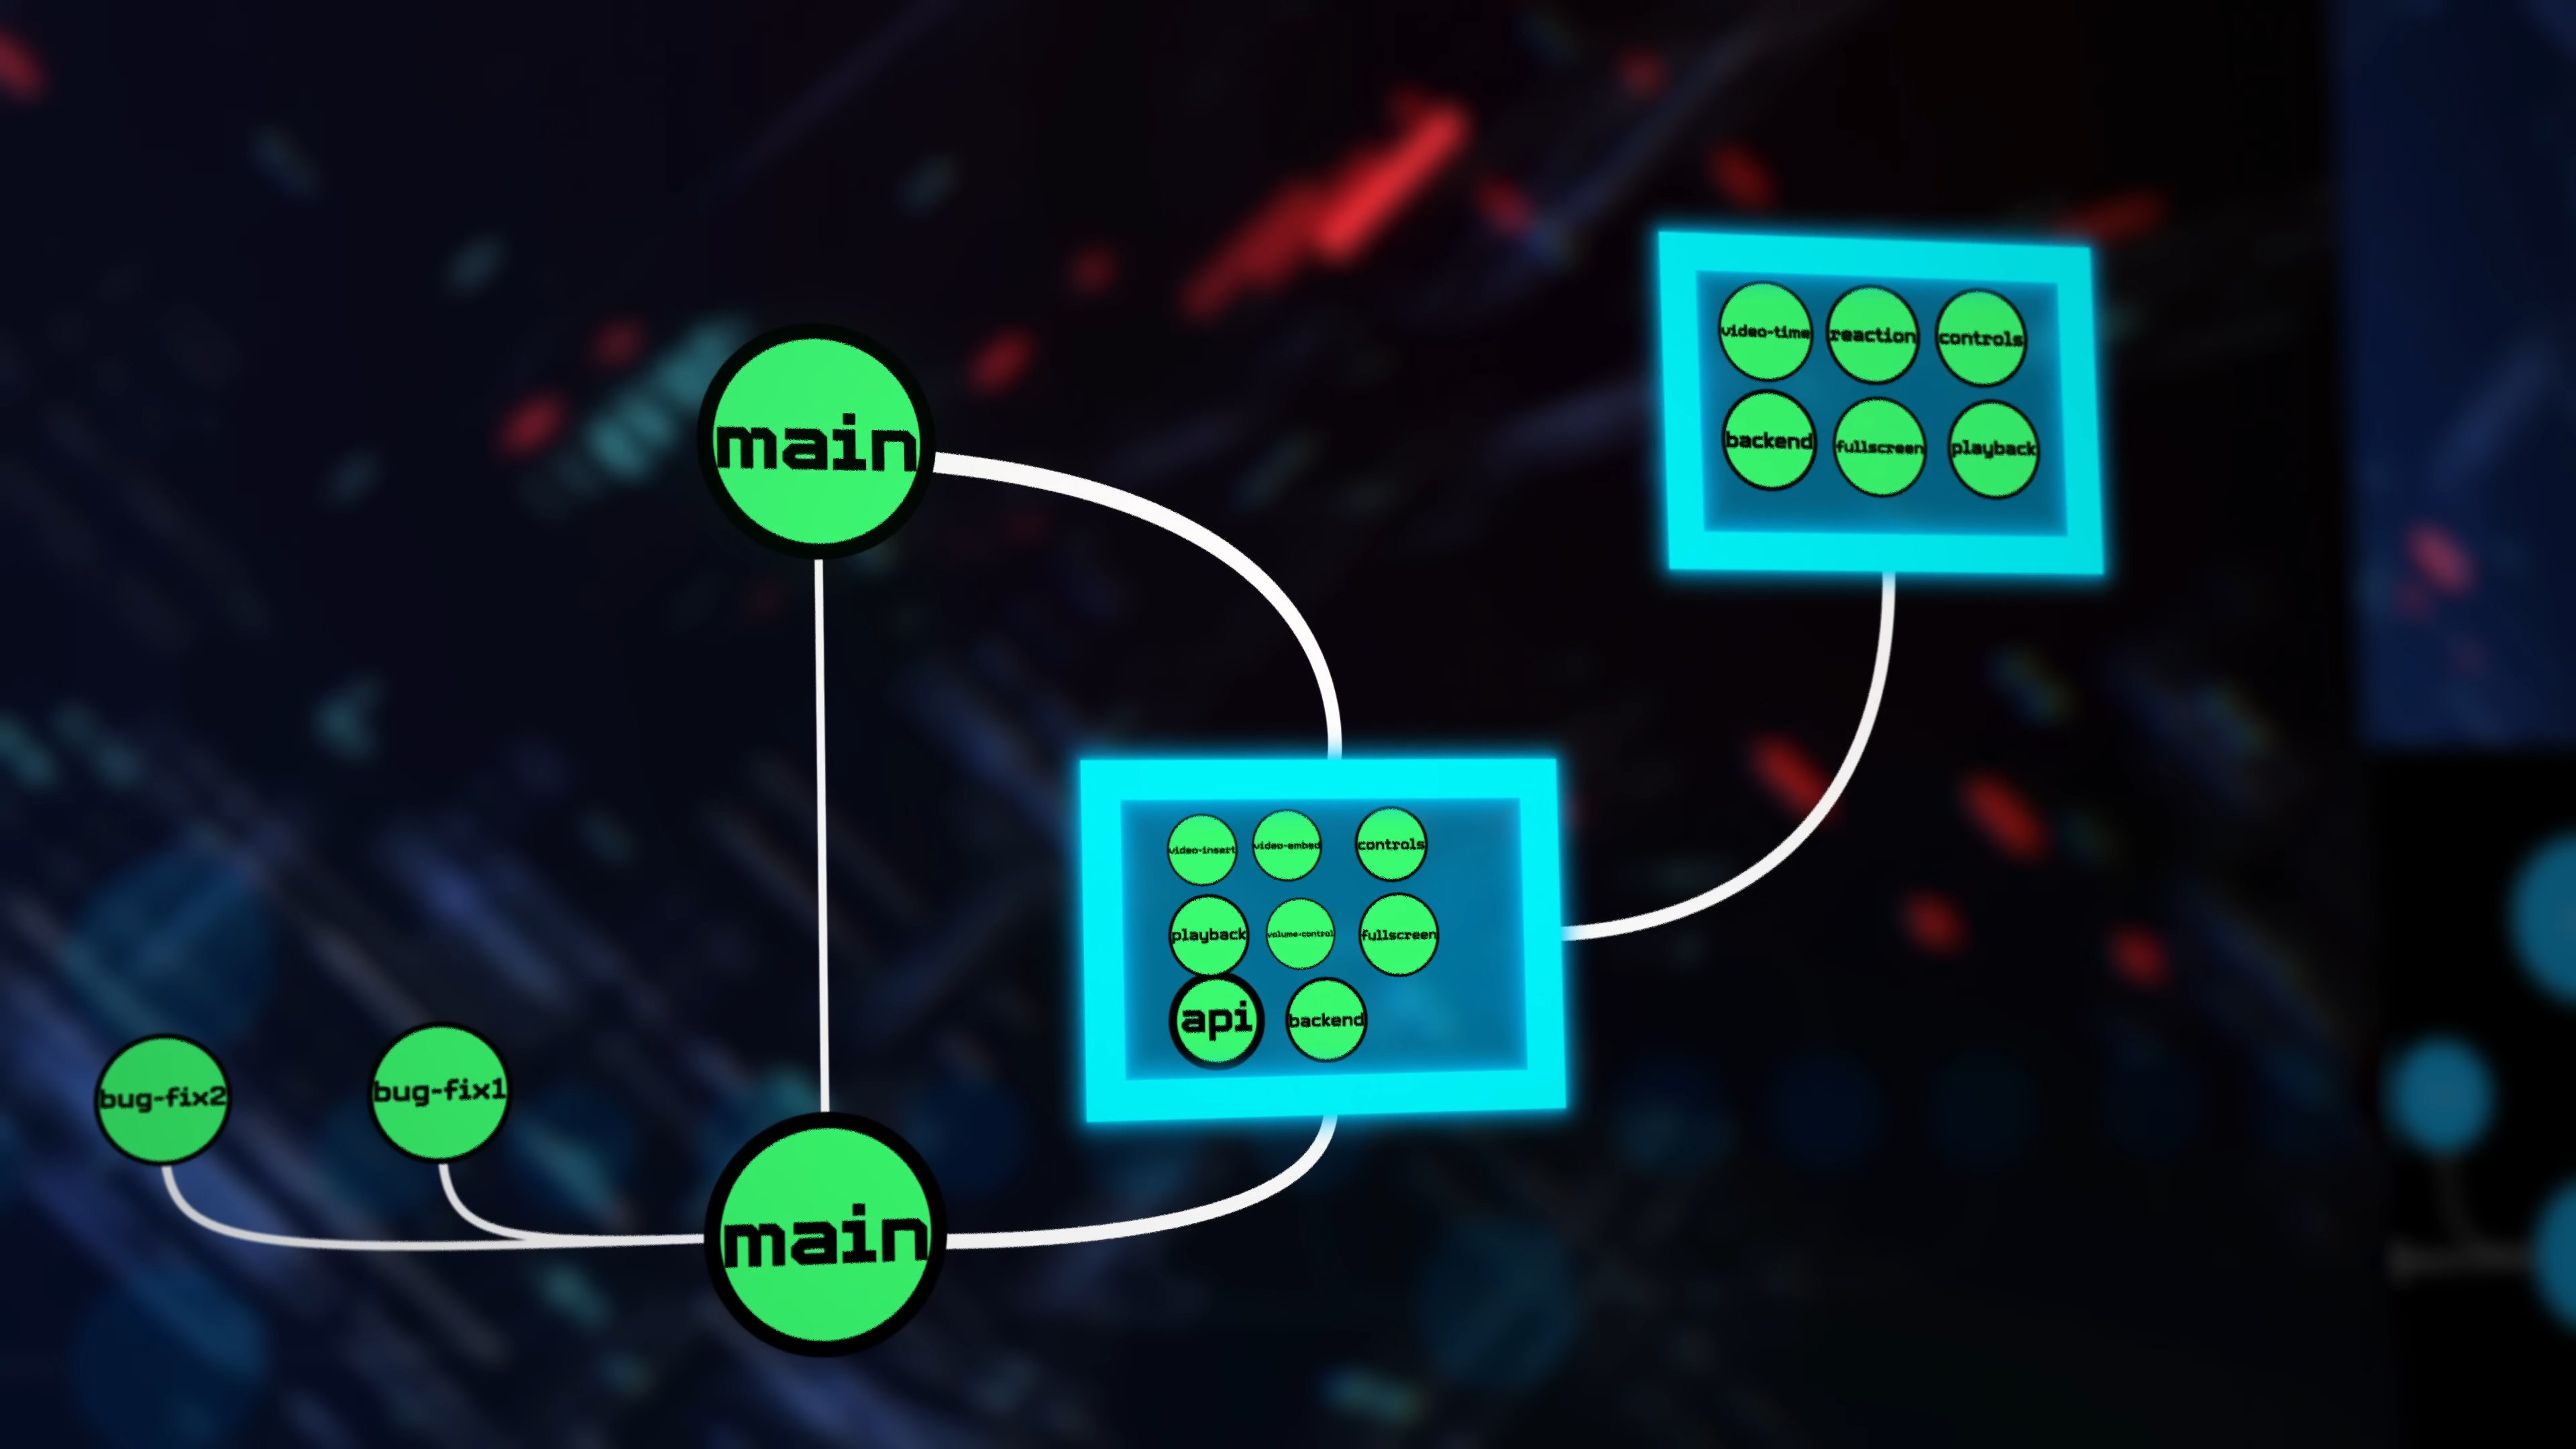 video-time
reaction
controls
backend
fullscreen
playback
main
video-insert
video-embed
controls
playback
volume-control
fullscreen
api
backend
bug-fix2
bug-fix1
main